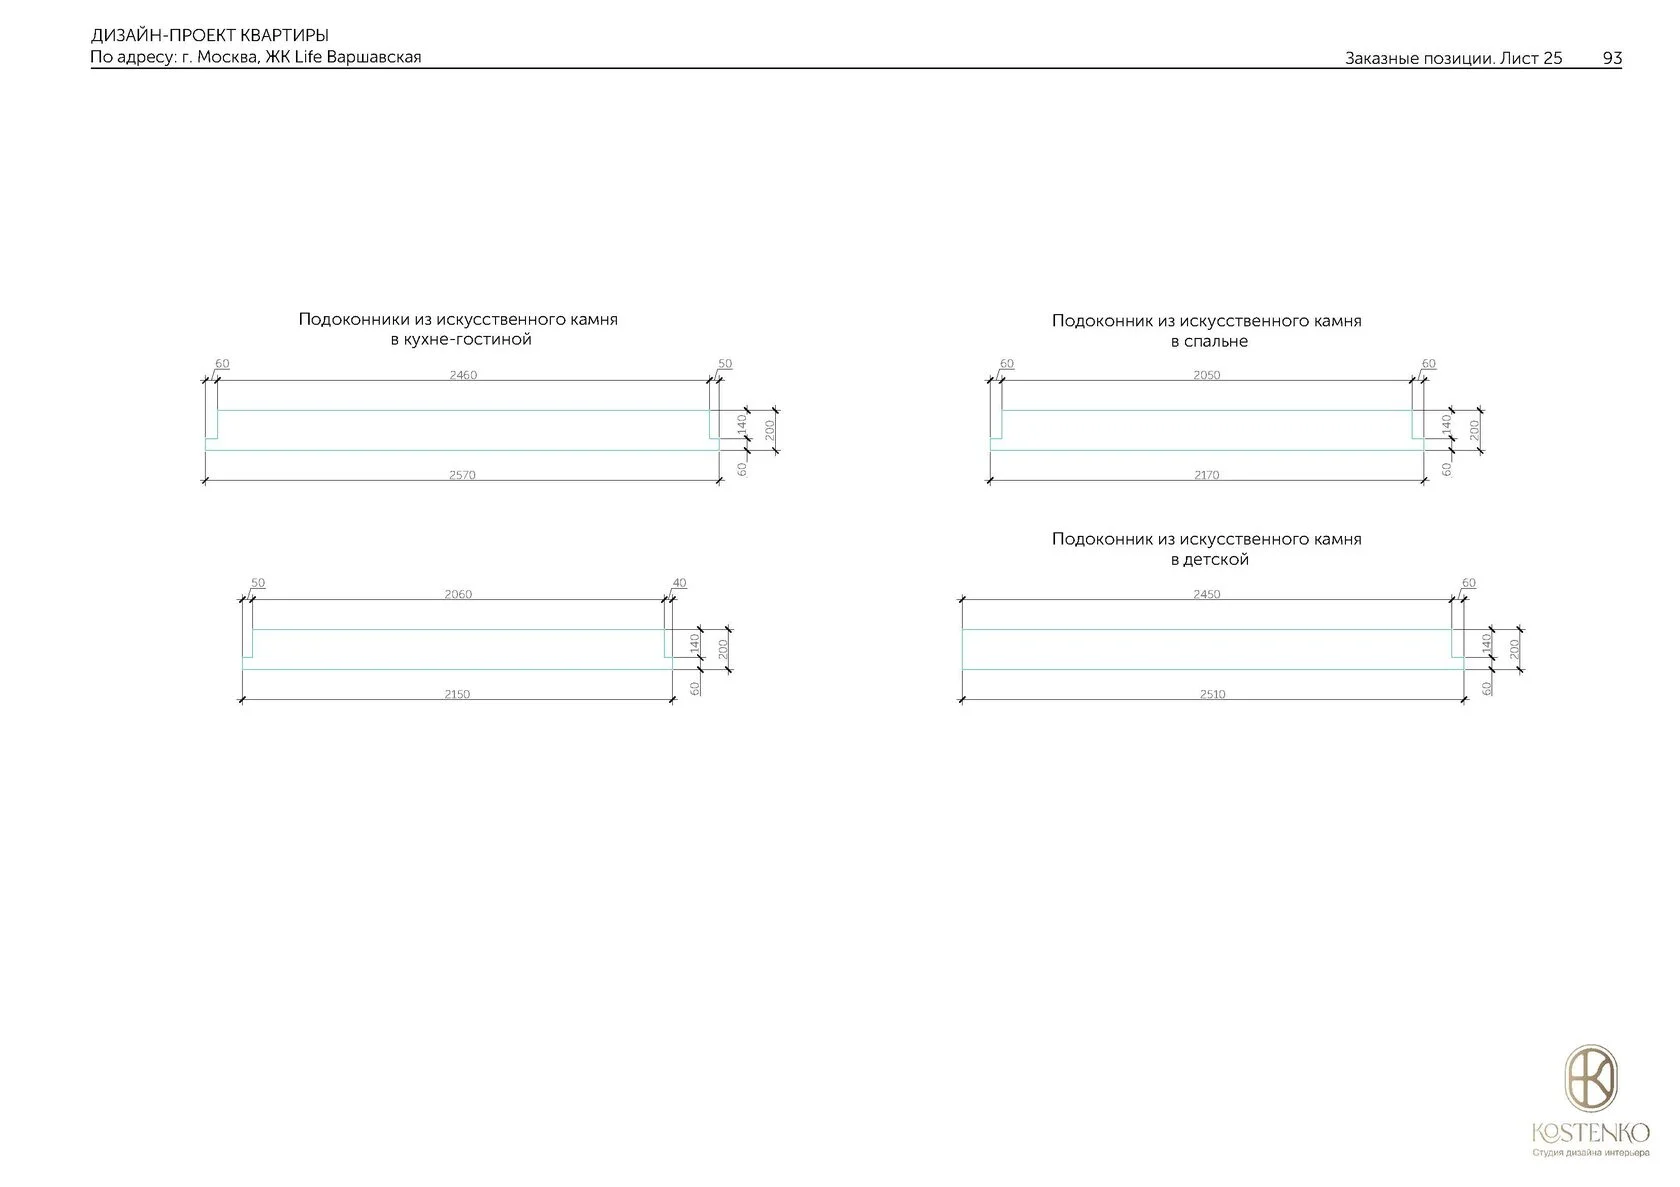 ДИЗАЙН-ПРОЕКТ КВАРТИРЫ
По адресу: г. Москва, ЖК Life Варшавская
Заказные позиции. Лист 25 93
Подоконники из искусственного камня
в кухне-гостиной
60 2460 50
140
200
60
2570
50 2060 40
140
200
60
2150
Подоконник из искусственного камня
в спальне
60 2050 60
140
200
60
2170
Подоконник из искусственного камня
в детской
2450 60
140
200
60
2510
KOSTENKO
Студия дизайна интерьера